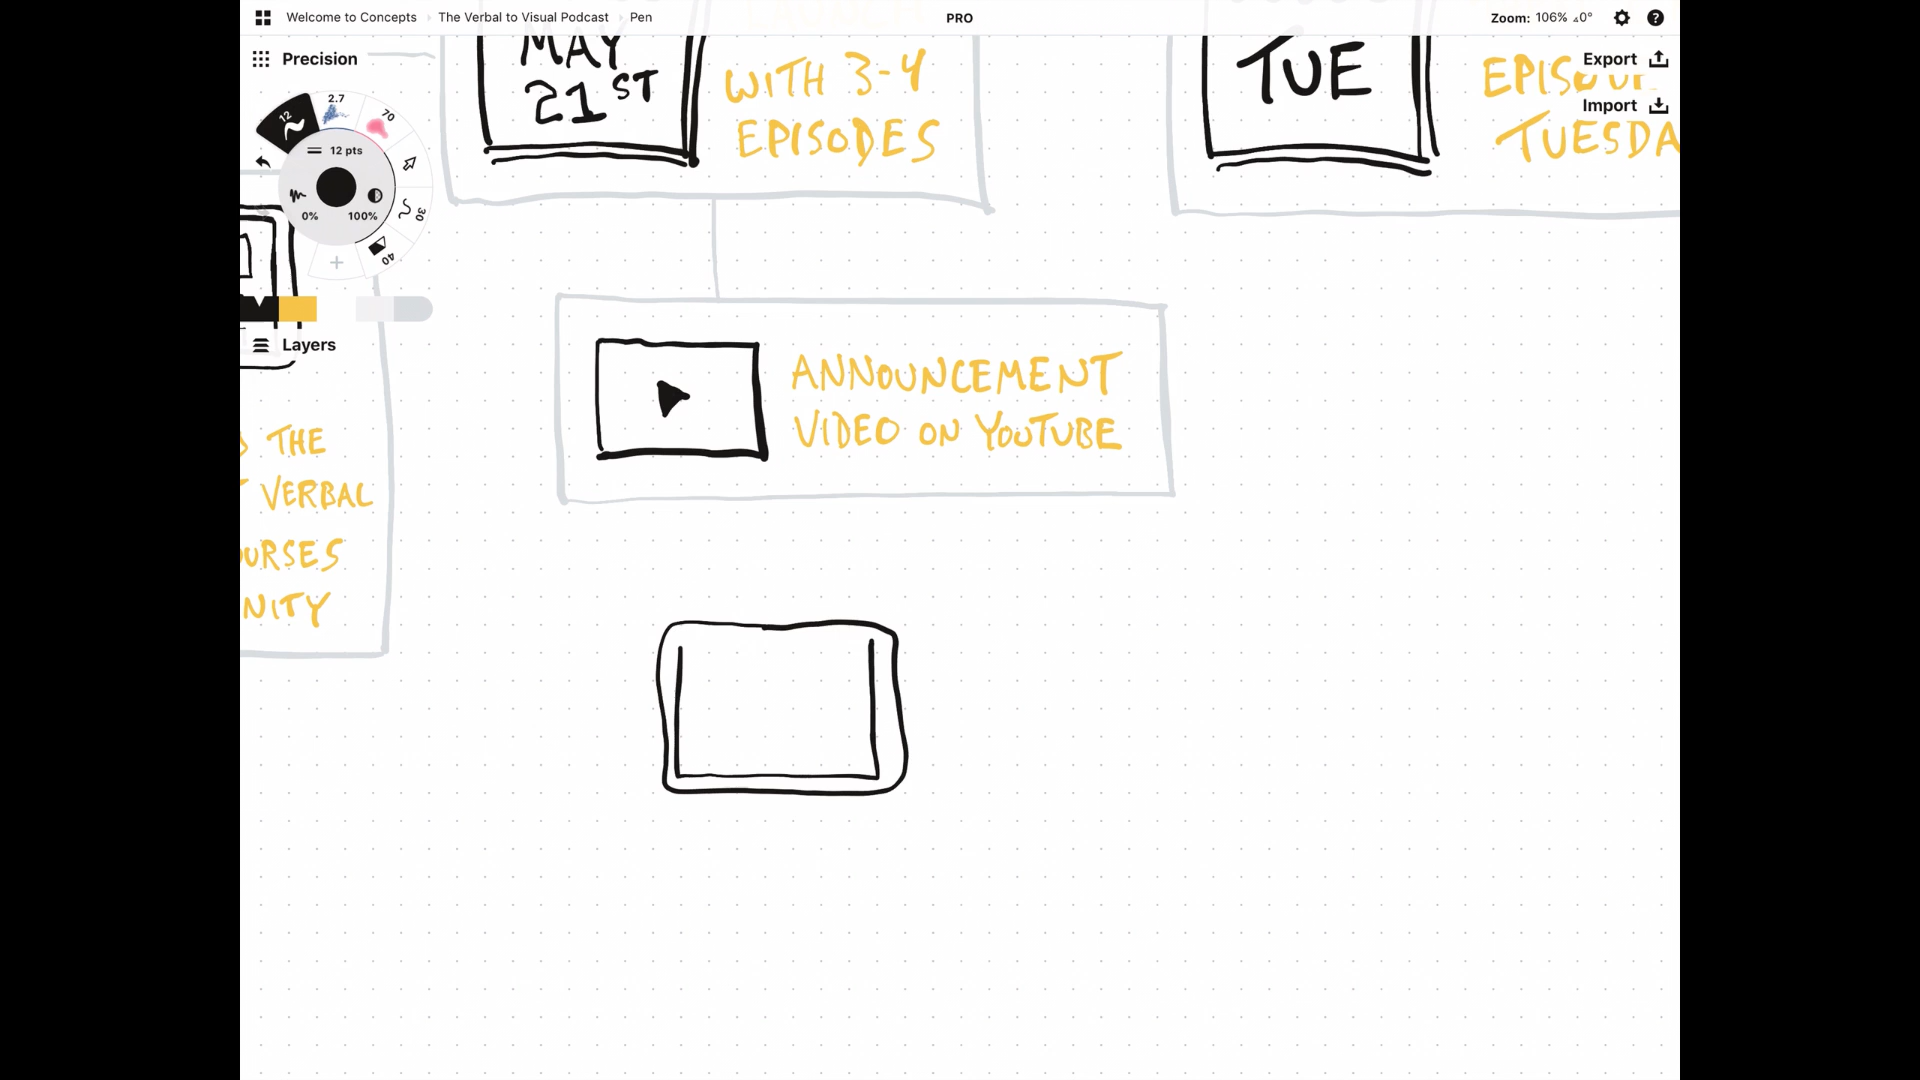 Welcome to Concepts › The Verbal to Visual Podcast › Pen
PRO
Zoom: 106% ⦟0°
Precision
Export
Import
2.7
12
70
12 pts
0%
100%
30
40
Layers
MAY
21ST
WITH 3-4
EPISODES
TUE
TUESDA
ANNOUNCEMENT
VIDEO ON YOUTUBE
THE
VERBAL
OURSES
NITY